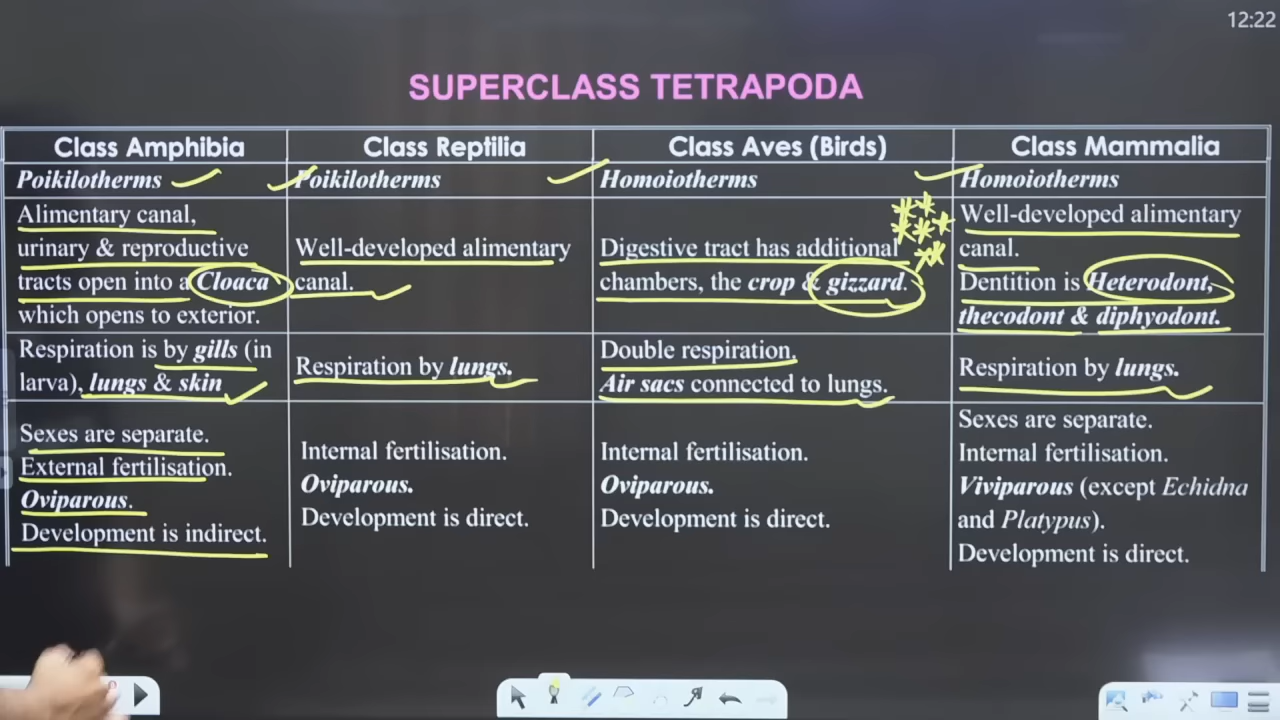 12:22
SUPERCLASS TETRAPODA
Class Amphibia
Class Reptilia
Class Aves (Birds)
Class Mammalia
Poikilotherms
Poikilotherms
Homoiotherms
Homoiotherms
Alimentary canal,
urinary & reproductive
tracts open into a Cloaca
which opens to exterior.
Well-developed alimentary
canal.
Digestive tract has additional
chambers, the crop & gizzard.
Well-developed alimentary
canal.
Dentition is Heterodont,
thecodont & diphyodont.
Respiration is by gills (in
larva), lungs & skin
Respiration by lungs.
Double respiration.
Air sacs connected to lungs.
Respiration by lungs.
Sexes are separate.
External fertilisation.
Oviparous.
Development is indirect.
Internal fertilisation.
Oviparous.
Development is direct.
Internal fertilisation.
Oviparous.
Development is direct.
Sexes are separate.
Internal fertilisation.
Viviparous (except Echidna
and Platypus).
Development is direct.